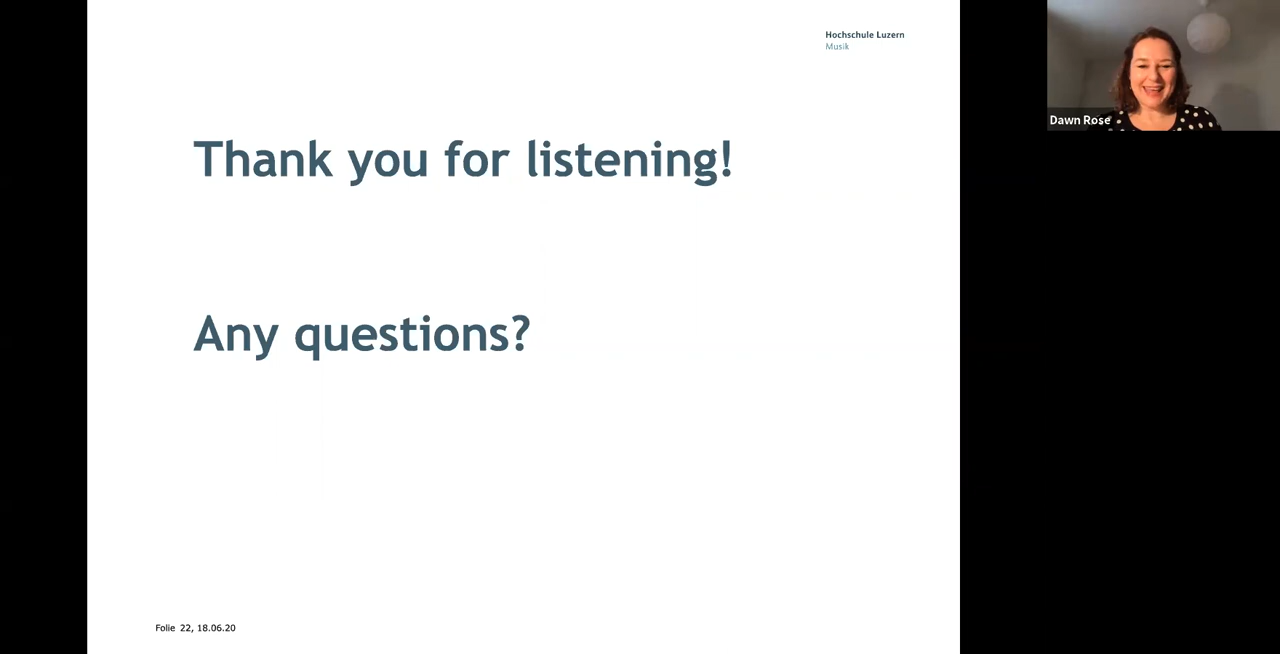 Hochschule Luzern
Musik
Dawn Rose
Thank you for listening!
Any questions?
Folie 22, 18.06.20